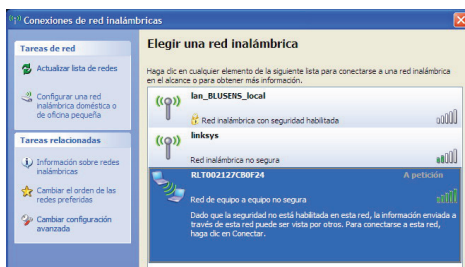 Conexiones de red inalámbricas
Tareas de red
Actualizar lista de redes
Configurar una red
inalámbrica doméstica o
de oficina pequeña
Tareas relacionadas
Información sobre redes
inalámbricas
Cambiar el orden de las
redes preferidas
Cambiar configuración
avanzada
Elegir una red inalámbrica
Haga clic en cualquier elemento de la siguiente lista para conectarse a una red inalámbrica
en el alcance o para obtener más información.
lan_BLUSENS_local
Red inalámbrica con seguridad habilitada
linksys
Red inalámbrica no segura
RLT002127CB0F24 A petición
Red de equipo a equipo no segura
Dado que la seguridad no está habilitada en esta red, la información enviada a
través de esta red puede ser vista por otros. Para conectarse a esta red,
haga clic en Conectar.